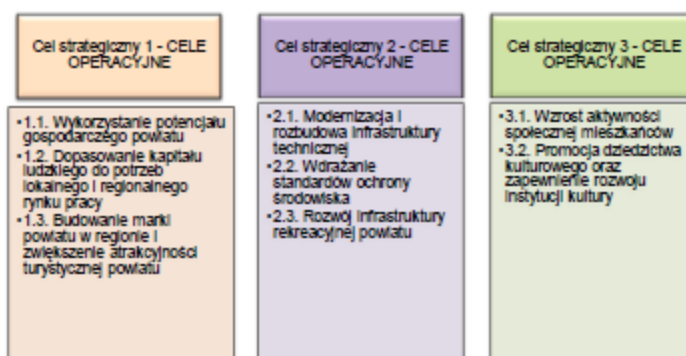 Cel strategiczny 1 - CELE
OPERACYJNE
•1.1. Wykorzystanie potencjału
gospodarczego powiatu
•1.2. Dopasowanie kapitału
ludzkiego do potrzeb
lokalnego i regionalnego
rynku pracy
•1.3. Budowanie marki
powiatu w regionie i
zwiększenie atrakcyjności
turystycznej powiatu
Cel strategiczny 2 - CELE
OPERACYJNE
•2.1. Modernizacja i
rozbudowa infrastruktury
technicznej
•2.2. Wdrażanie
standardów ochrony
środowiska
•2.3. Rozwój infrastruktury
rekreacyjnej powiatu
Cel strategiczny 3 - CELE
OPERACYJNE
•3.1. Wzrost aktywności
społecznej mieszkańców
•3.2. Promocja dziedzictwa
kulturowego oraz
zapewnienie rozwoju
instytucji kultury